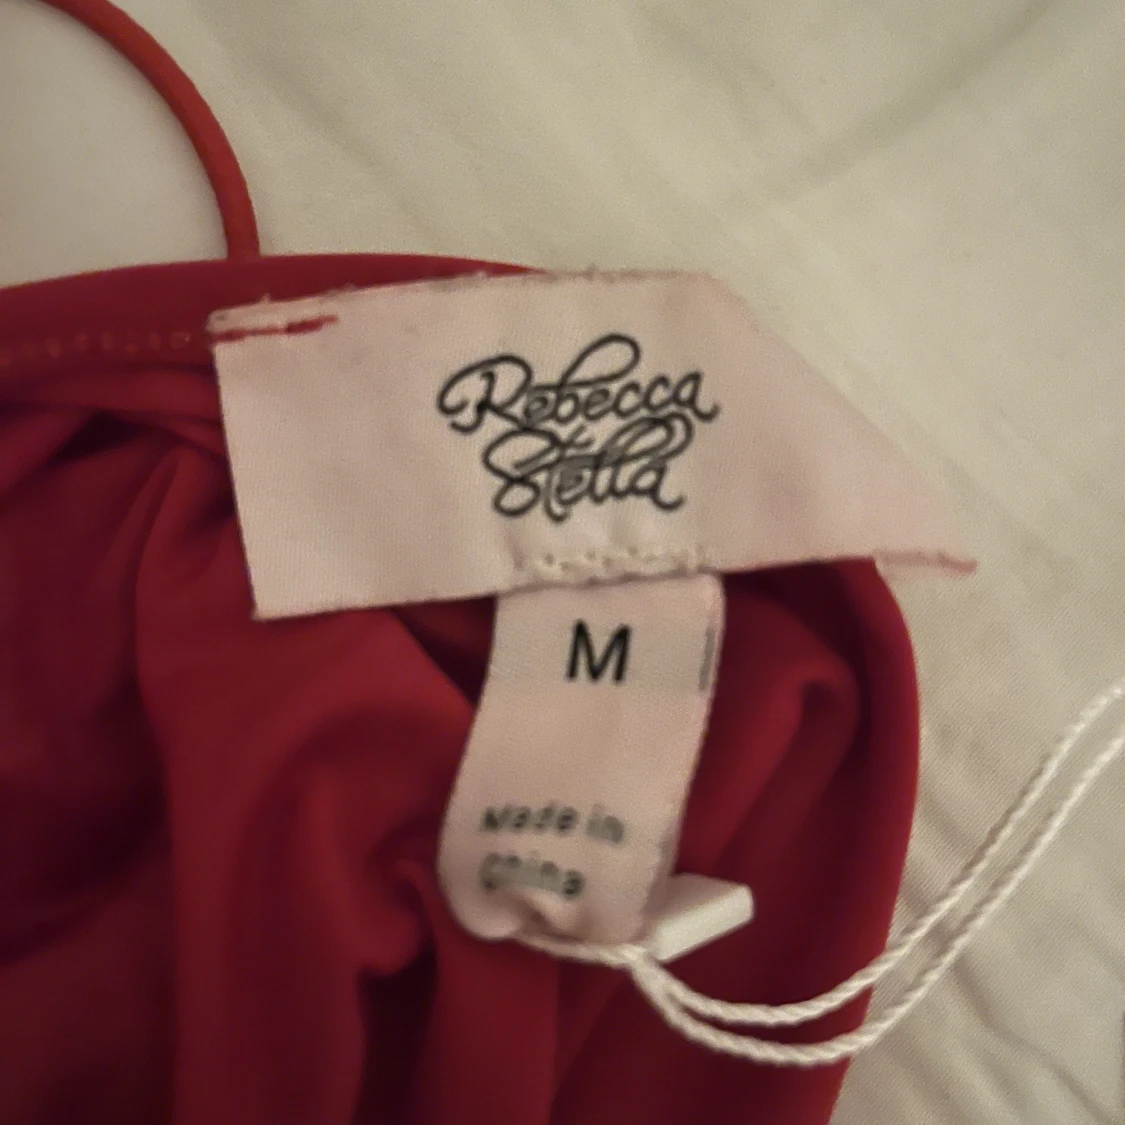 Rebecca
Stella
M
Made in
China